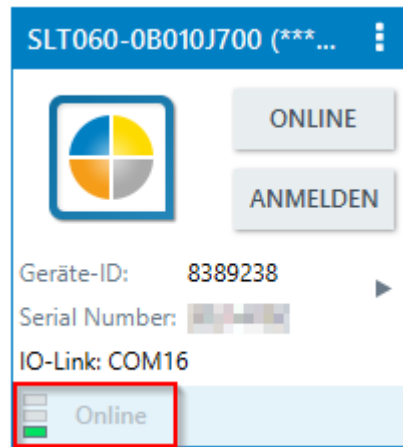 SLT060-0B010J700 (***...
ONLINE
ANMELDEN
Geräte-ID: 8389238
Serial Number:
IO-Link: COM16
Online